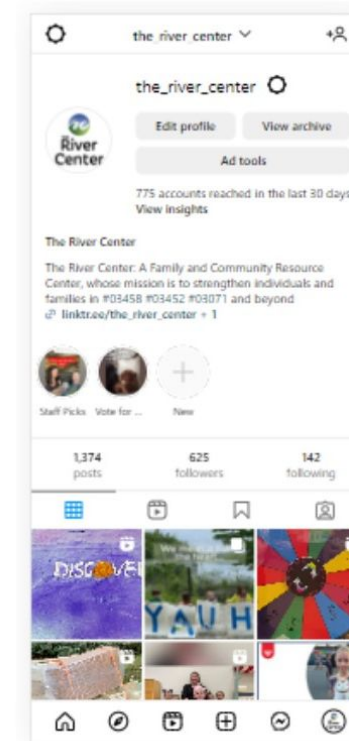 the_river_center
the_river_center
Edit profile View archive
Ad tools
775 accounts reached in the last 30 days.
View insights
River
Center
The River Center
The River Center: A Family and Community Resource
Center, whose mission is to strengthen individuals and
families in #03458 #03452 #03071 and beyond
linktr.ee/the_river_center + 1
Staff Picks Vote for ... New
1,374 625 142
posts followers following
DISCOVE
YAUH